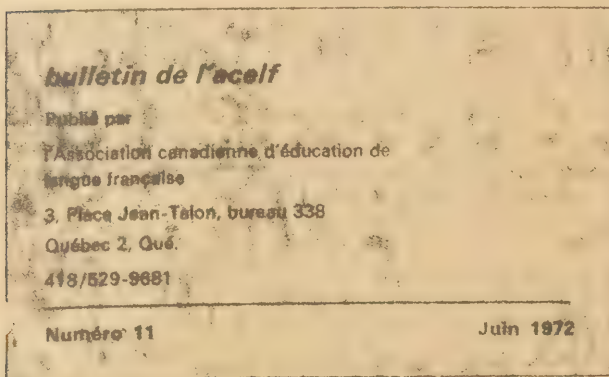 bulletin de l'acelf
Publié par
l'Association canadienne d'éducation de
langue française
3, Place Jean-Talon, bureau 338
Québec 2, Qué.
418/529-9681
Numéro 11 Juin 1972